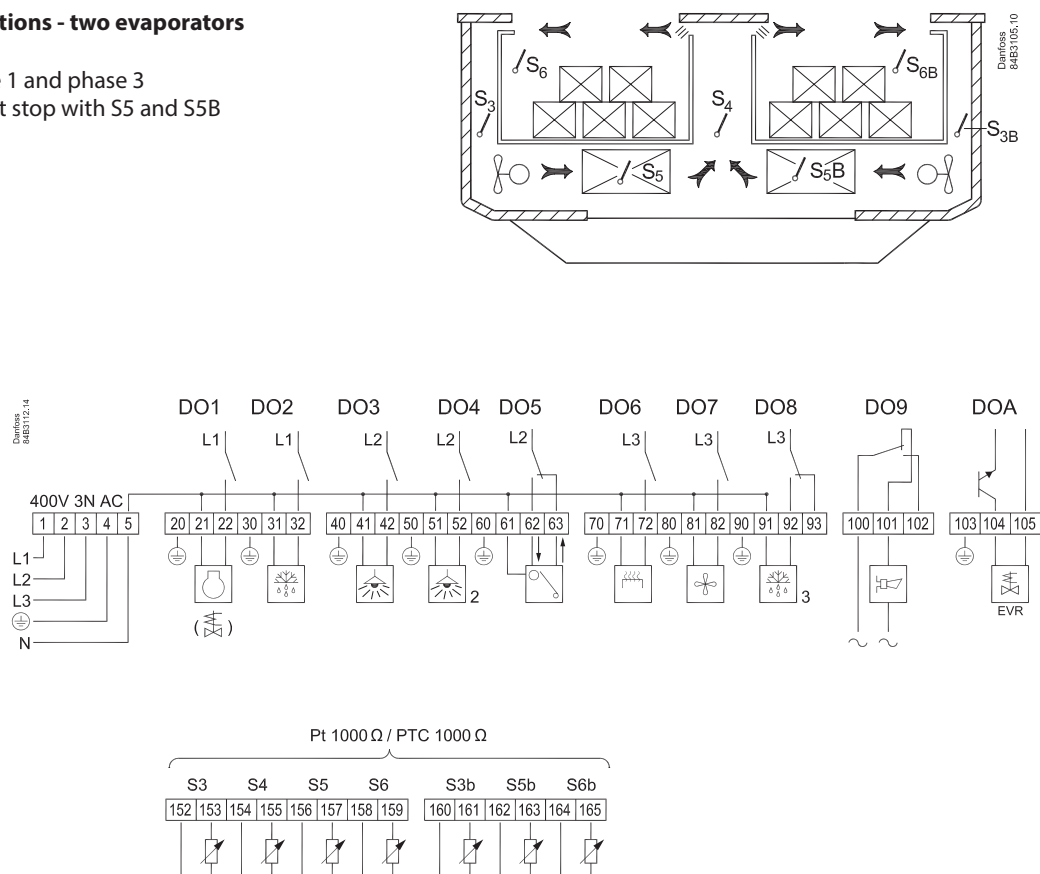 tions - two evaporators
1 and phase 3
t stop with S5 and S5B
Danfoss
84B3105.10
S6
S6B
S3
S4
S3B
S5
S5B
Danfoss
84B3112.14
DO1 DO2 DO3 DO4 DO5 DO6 DO7 DO8 DO9 DOA
L1 L1 L2 L2 L2 L3 L3 L3
400V 3N AC
1 2 3 4 5 20 21 22 30 31 32 40 41 42 50 51 52 60 61 62 63 70 71 72 80 81 82 90 91 92 93 100 101 102 103 104 105
L1
L2
L3
N
2
3
EVR
( )
Pt 1000 Ω / PTC 1000 Ω
S3 S4 S5 S6 S3b S5b S6b
152 153 154 155 156 157 158 159 160 161 162 163 164 165